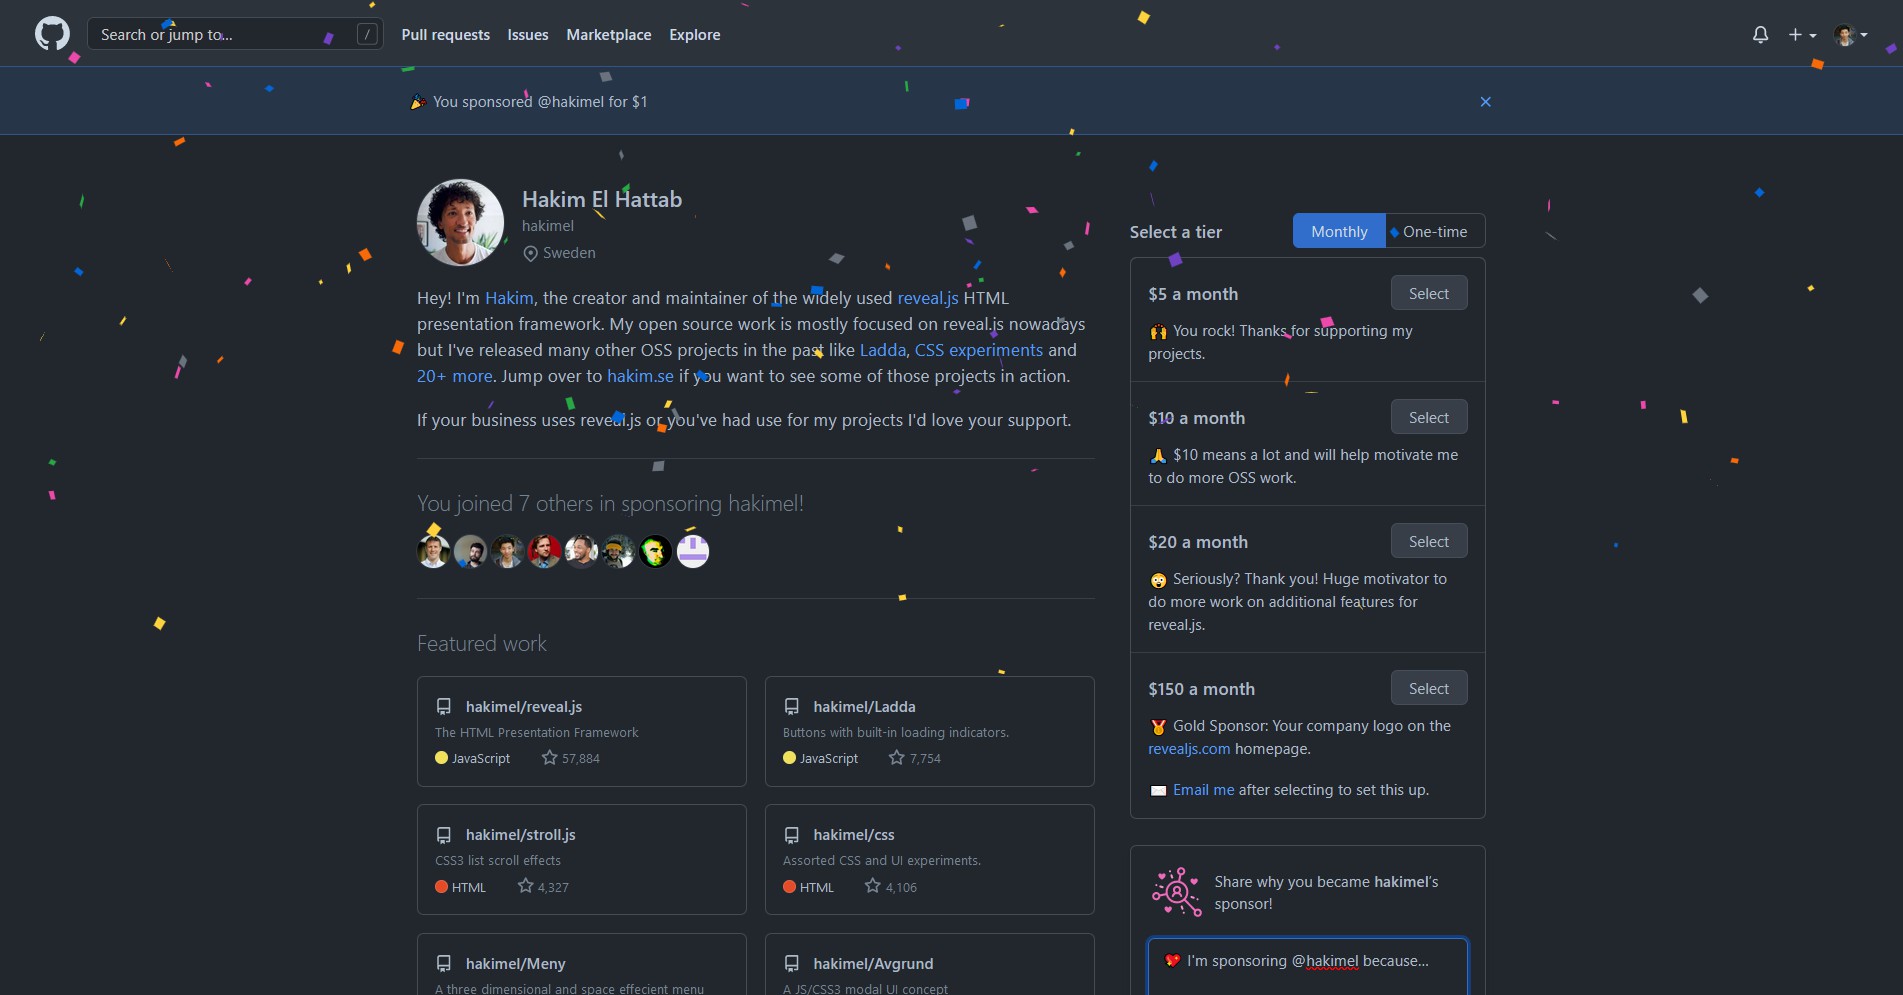 Search or jump to...
/
Pull requests
Issues
Marketplace
Explore
You sponsored @hakimel for $1
Hakim El Hattab
hakimel
Sweden
Hey! I'm Hakim, the creator and maintainer of the widely used reveal.js HTML
presentation framework. My open source work is mostly focused on reveal.js nowadays
but I've released many other OSS projects in the past like Ladda, CSS experiments and
20+ more. Jump over to hakim.se if you want to see some of those projects in action.
If your business uses reveal.js or you've had use for my projects I'd love your support.
You joined 7 others in sponsoring hakimel!
Featured work
hakimel/reveal.js
The HTML Presentation Framework
JavaScript
57,884
hakimel/Ladda
Buttons with built-in loading indicators.
JavaScript
7,754
hakimel/stroll.js
CSS3 list scroll effects
HTML
4,327
hakimel/css
Assorted CSS and UI experiments.
HTML
4,106
hakimel/Meny
A three dimensional and space effecient menu
hakimel/Avgrund
A JS/CSS3 modal UI concept
Select a tier
Monthly
One-time
$5 a month
Select
🙌 You rock! Thanks for supporting my
projects.
$10 a month
Select
🙏 $10 means a lot and will help motivate me
to do more OSS work.
$20 a month
Select
😳 Seriously? Thank you! Huge motivator to
do more work on additional features for
reveal.js.
$150 a month
Select
🏅 Gold Sponsor: Your company logo on the
revealjs.com homepage.
✉️ Email me after selecting to set this up.
Share why you became hakimel's
sponsor!
💖 I'm sponsoring @hakimel because...